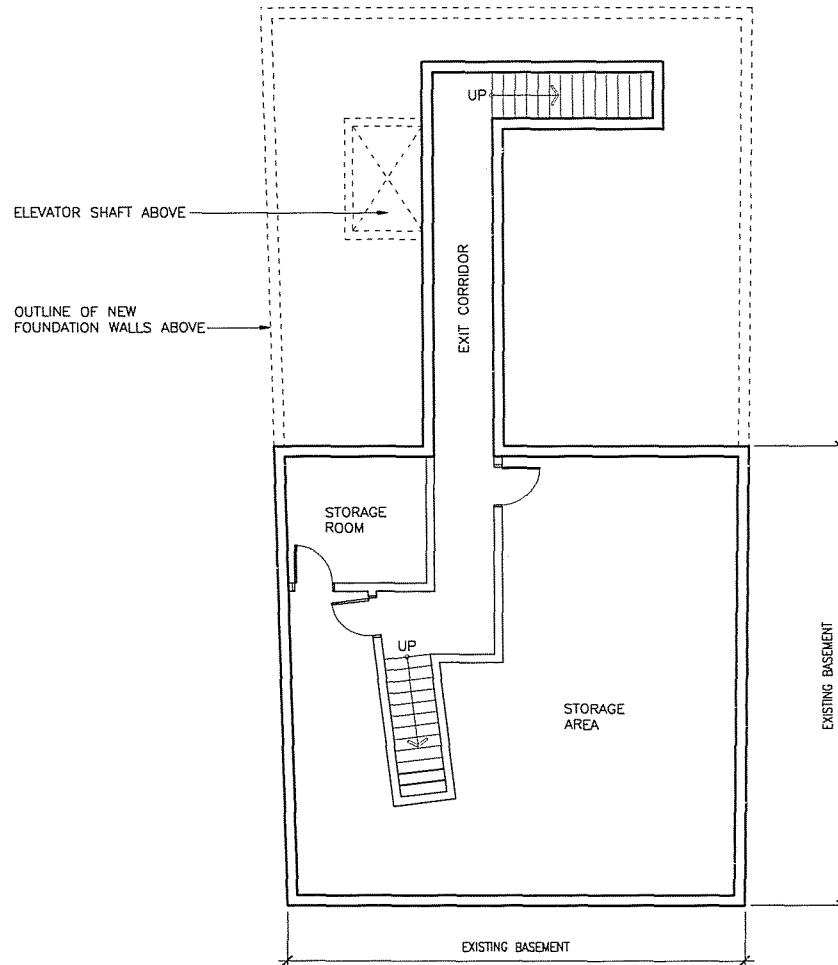 UP
ELEVATOR SHAFT ABOVE
EXIT CORRIDOR
OUTLINE OF NEW
FOUNDATION WALLS ABOVE
STORAGE
ROOM
UP
STORAGE
AREA
EXISTING BASEMENT
EXISTING BASEMENT